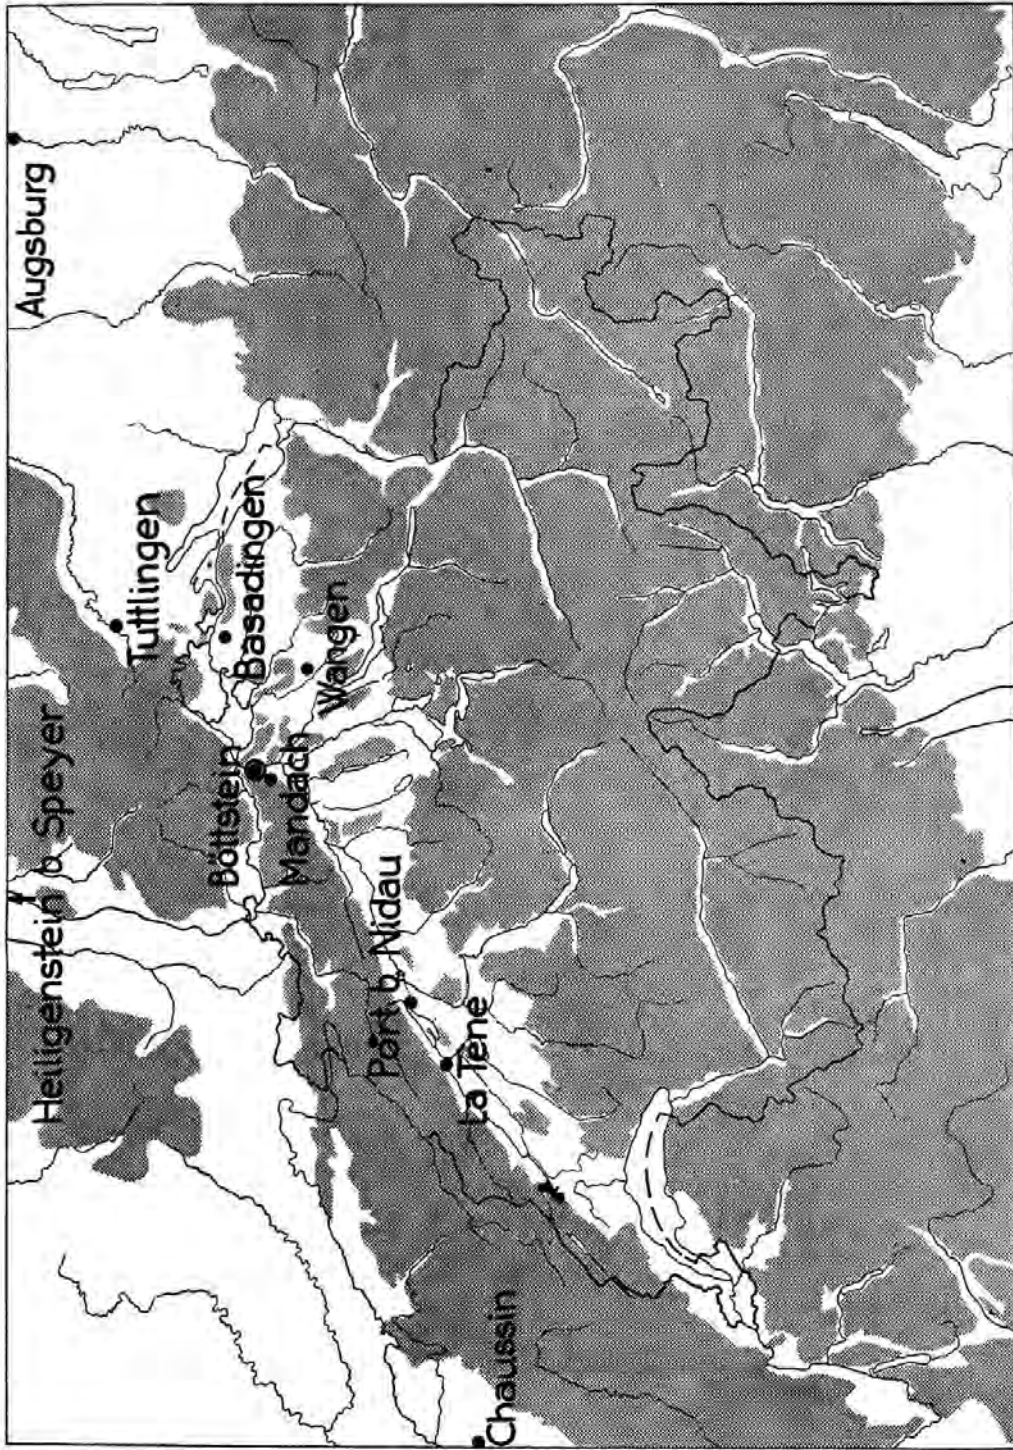 Heiligenstein b. Speyer
Augsburg
Tuttlingen
Basadingen
Böttstein
Mandach
Wangen
Port b. Nidau
La Tène
Chaussin